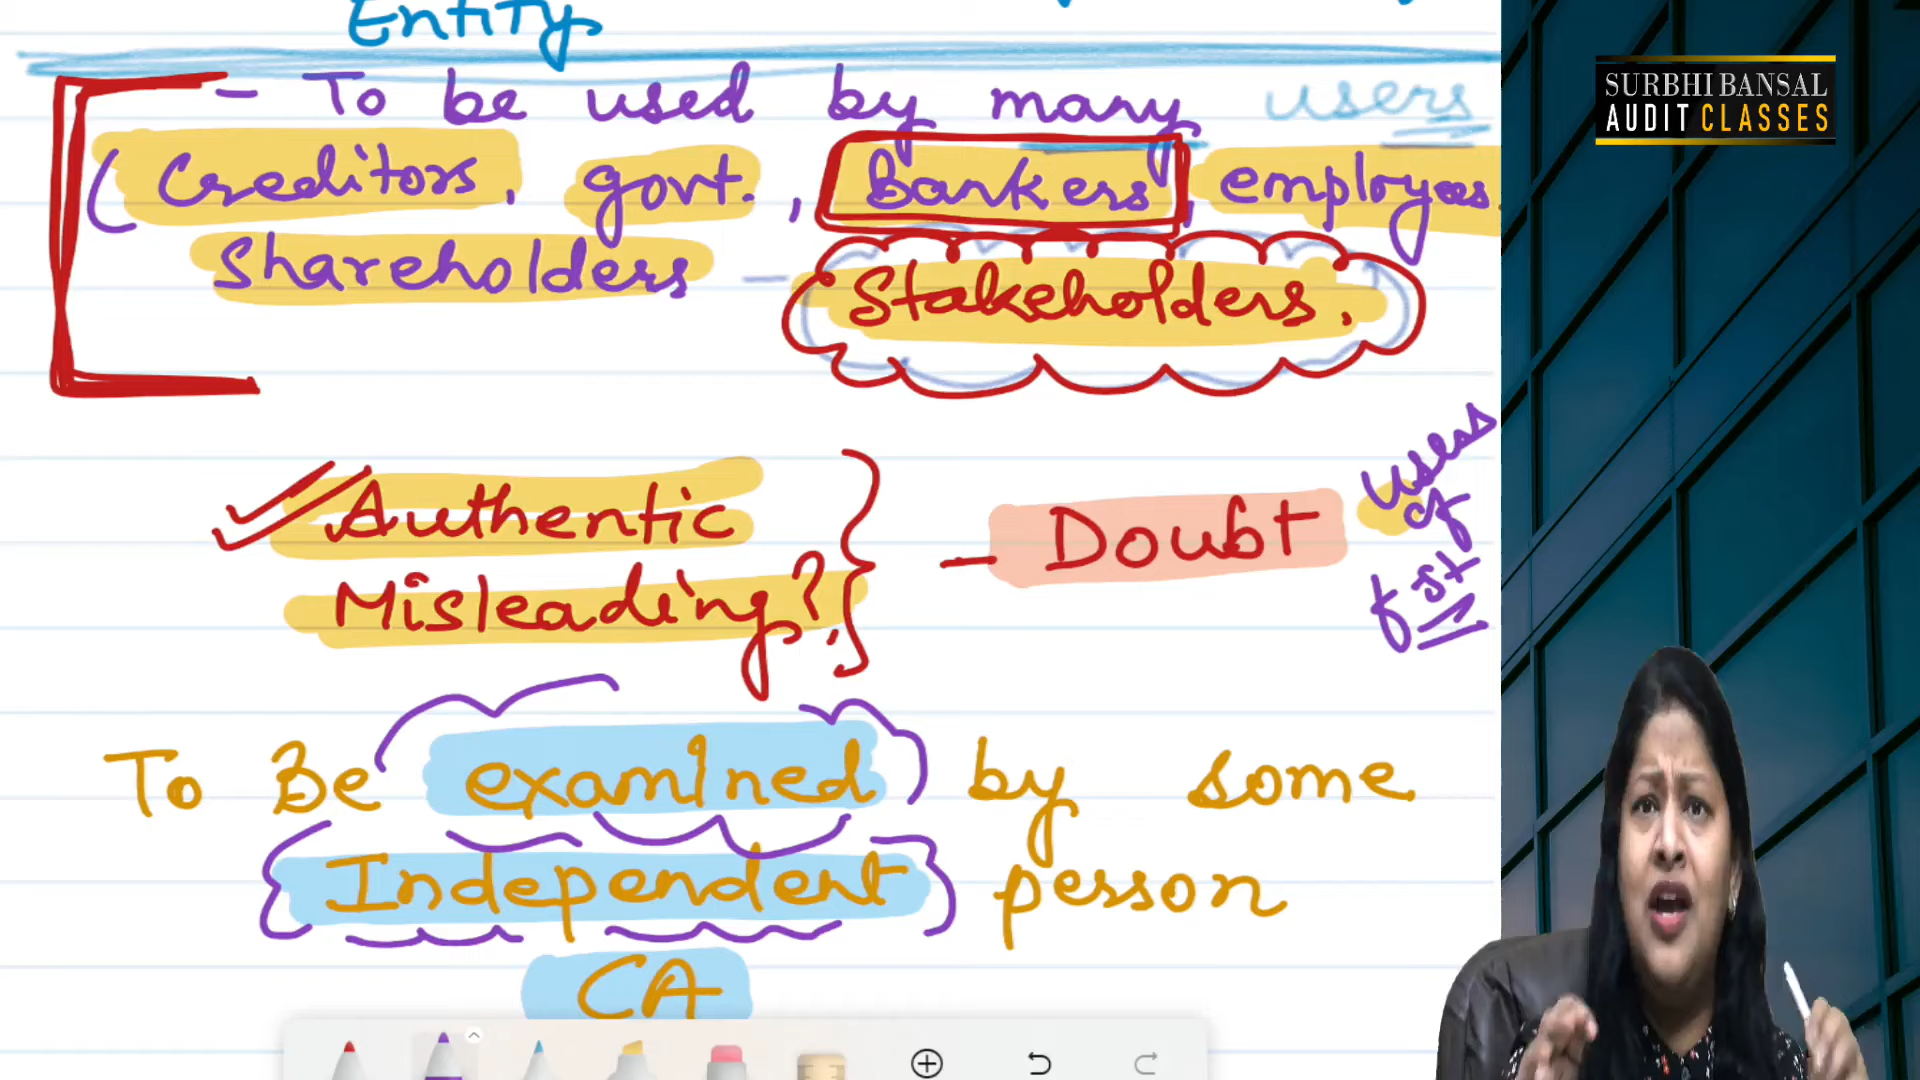 Entity
- To be used by many users
(Creditors, govt., Bankers, employees.
Shareholders - Stakeholders.
Authentic
Misleading?
- Doubt
users
of
f. st
To Be examined by some
Independent person
CA
SURBHI BANSAL
AUDIT CLASSES